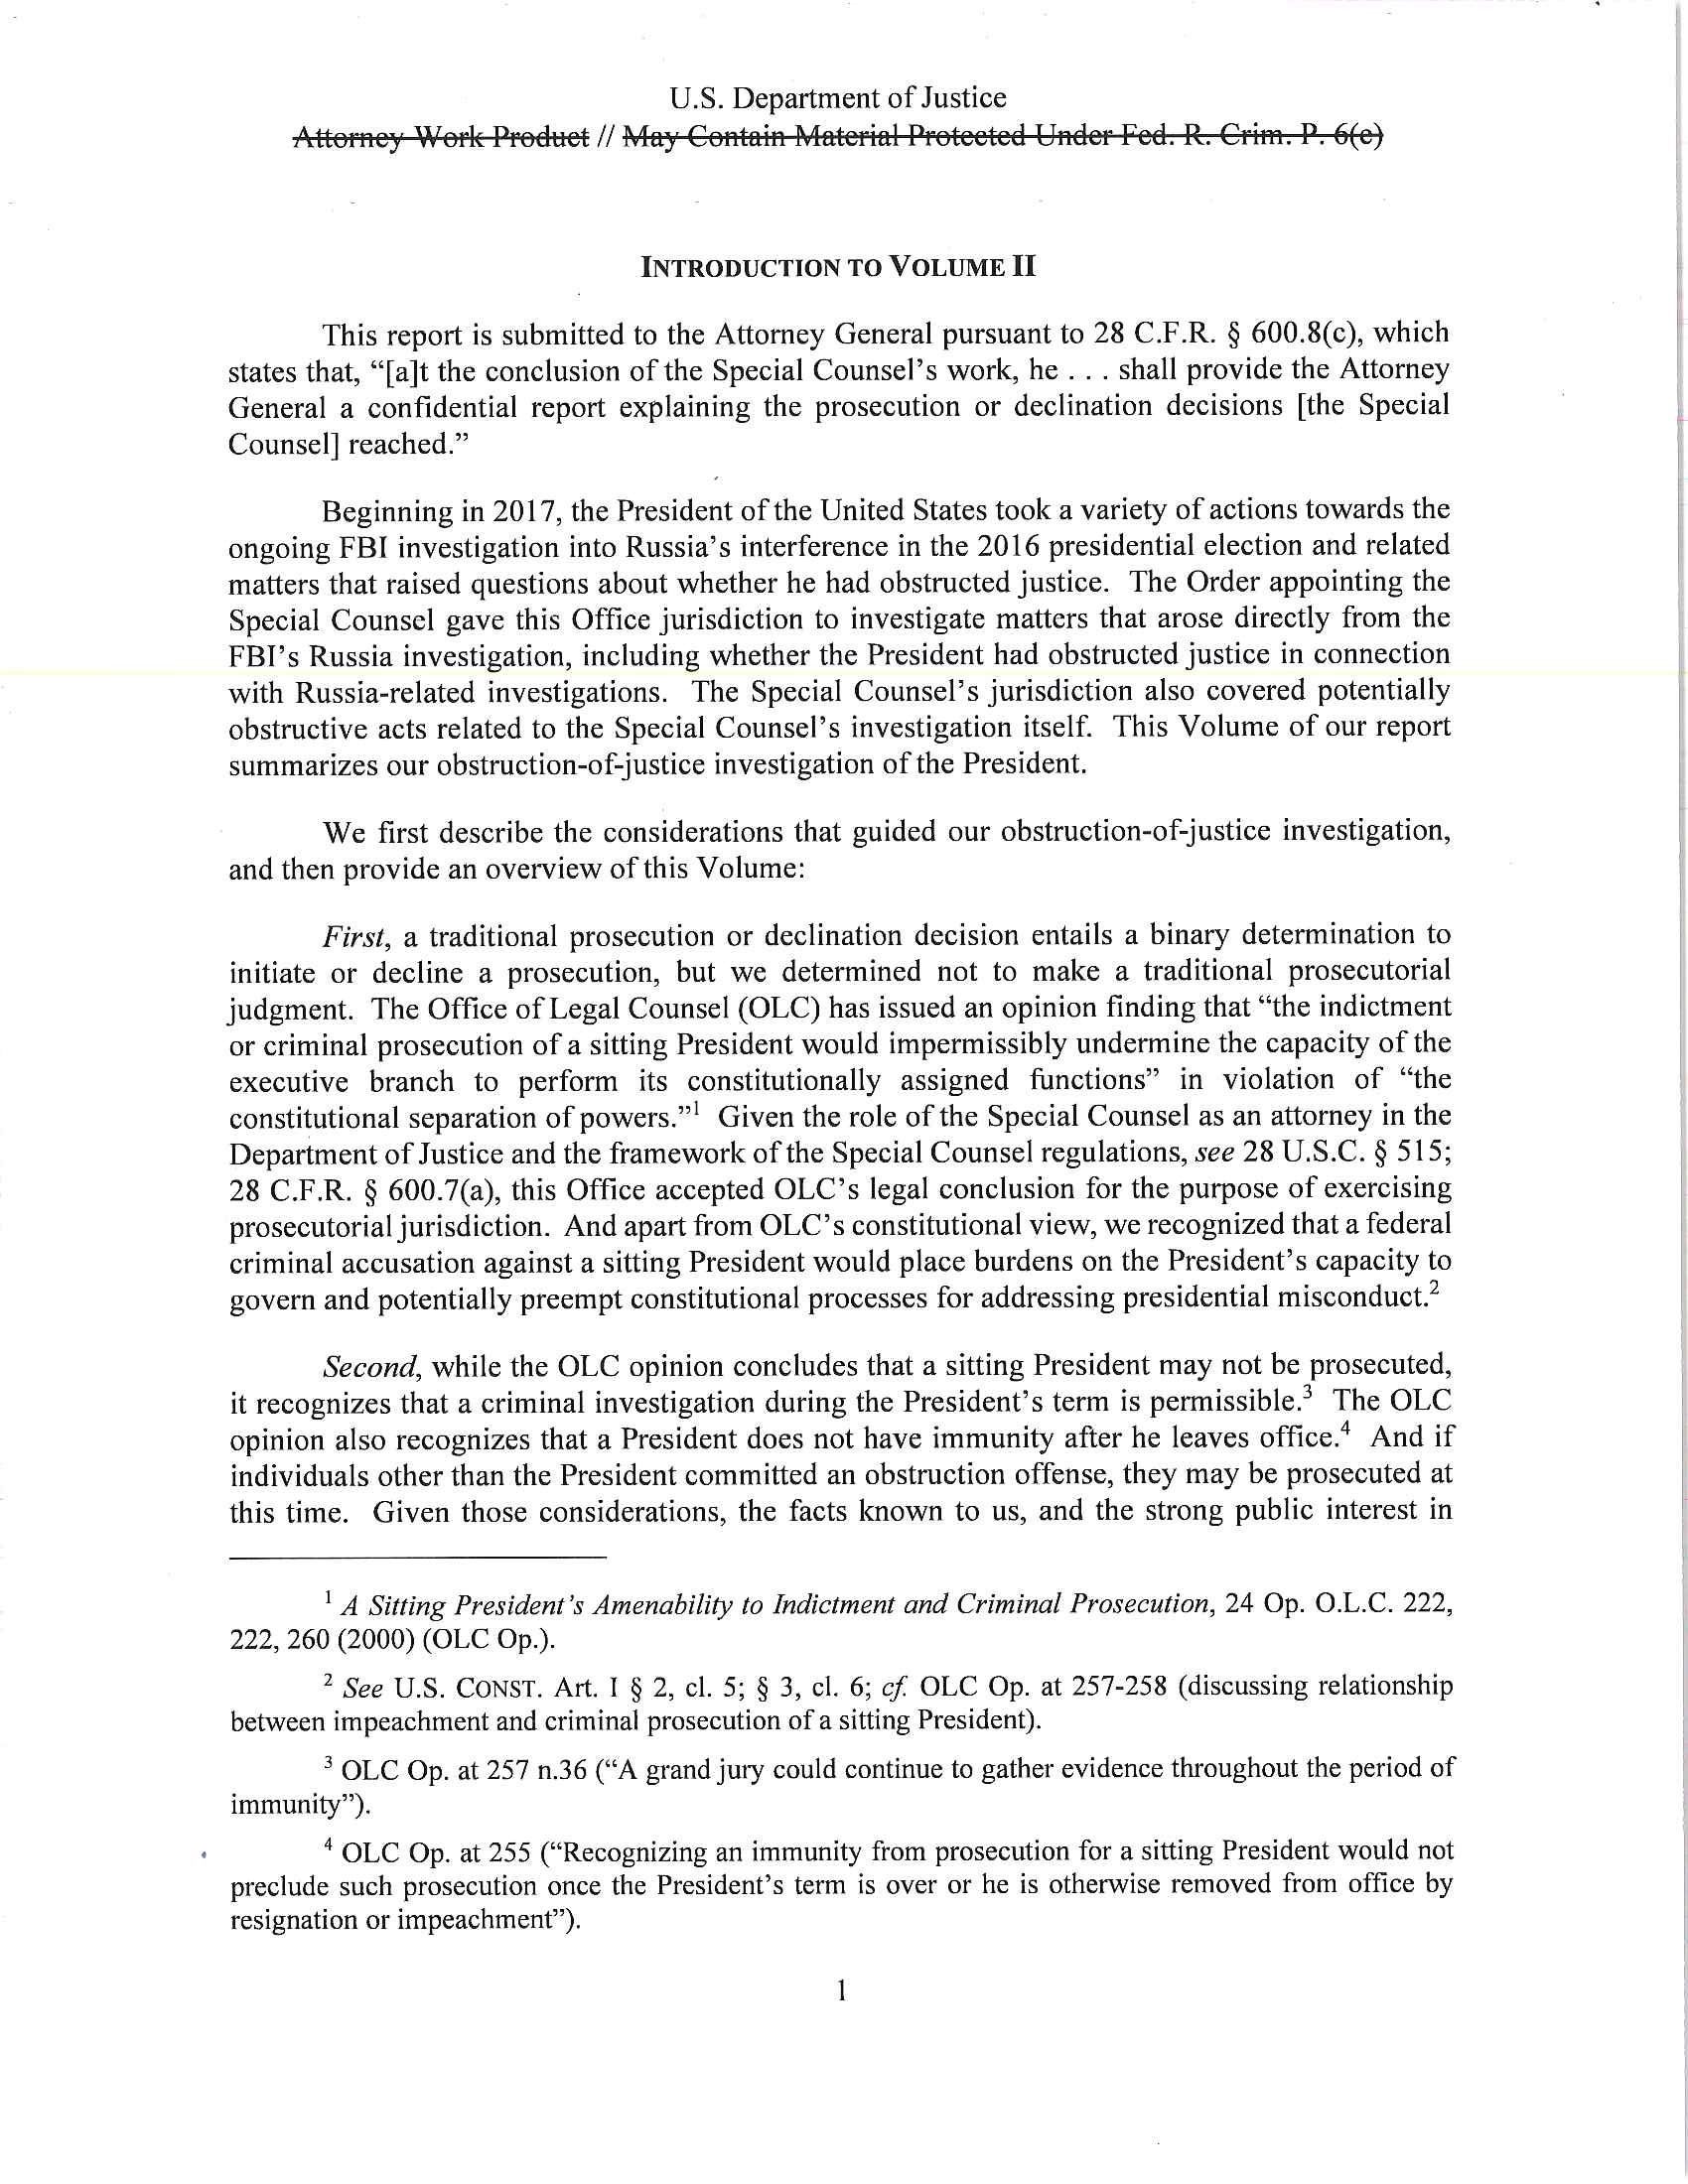 U.S. Department of Justice
Attorney Work Product // May Contain Material Protected Under Fed. R. Crim. P. 6(e)
INTRODUCTION TO VOLUME II
This report is submitted to the Attorney General pursuant to 28 C.F.R. § 600.8(c), which
states that, “[a]t the conclusion of the Special Counsel’s work, he . . . shall provide the Attorney
General a confidential report explaining the prosecution or declination decisions [the Special
Counsel] reached.”
Beginning in 2017, the President of the United States took a variety of actions towards the
ongoing FBI investigation into Russia’s interference in the 2016 presidential election and related
matters that raised questions about whether he had obstructed justice. The Order appointing the
Special Counsel gave this Office jurisdiction to investigate matters that arose directly from the
FBI’s Russia investigation, including whether the President had obstructed justice in connection
with Russia-related investigations. The Special Counsel’s jurisdiction also covered potentially
obstructive acts related to the Special Counsel’s investigation itself. This Volume of our report
summarizes our obstruction-of-justice investigation of the President.
We first describe the considerations that guided our obstruction-of-justice investigation,
and then provide an overview of this Volume:
First, a traditional prosecution or declination decision entails a binary determination to
initiate or decline a prosecution, but we determined not to make a traditional prosecutorial
judgment. The Office of Legal Counsel (OLC) has issued an opinion finding that “the indictment
or criminal prosecution of a sitting President would impermissibly undermine the capacity of the
executive branch to perform its constitutionally assigned functions” in violation of “the
constitutional separation of powers.”1 Given the role of the Special Counsel as an attorney in the
Department of Justice and the framework of the Special Counsel regulations, see 28 U.S.C. § 515;
28 C.F.R. § 600.7(a), this Office accepted OLC’s legal conclusion for the purpose of exercising
prosecutorial jurisdiction. And apart from OLC’s constitutional view, we recognized that a federal
criminal accusation against a sitting President would place burdens on the President’s capacity to
govern and potentially preempt constitutional processes for addressing presidential misconduct.2
Second, while the OLC opinion concludes that a sitting President may not be prosecuted,
it recognizes that a criminal investigation during the President’s term is permissible.3 The OLC
opinion also recognizes that a President does not have immunity after he leaves office.4 And if
individuals other than the President committed an obstruction offense, they may be prosecuted at
this time. Given those considerations, the facts known to us, and the strong public interest in
1 A Sitting President’s Amenability to Indictment and Criminal Prosecution, 24 Op. O.L.C. 222,
222, 260 (2000) (OLC Op.).
2 See U.S. CONST. Art. I § 2, cl. 5; § 3, cl. 6; cf. OLC Op. at 257-258 (discussing relationship
between impeachment and criminal prosecution of a sitting President).
3 OLC Op. at 257 n.36 (“A grand jury could continue to gather evidence throughout the period of
immunity”).
4 OLC Op. at 255 (“Recognizing an immunity from prosecution for a sitting President would not
preclude such prosecution once the President’s term is over or he is otherwise removed from office by
resignation or impeachment”).
1